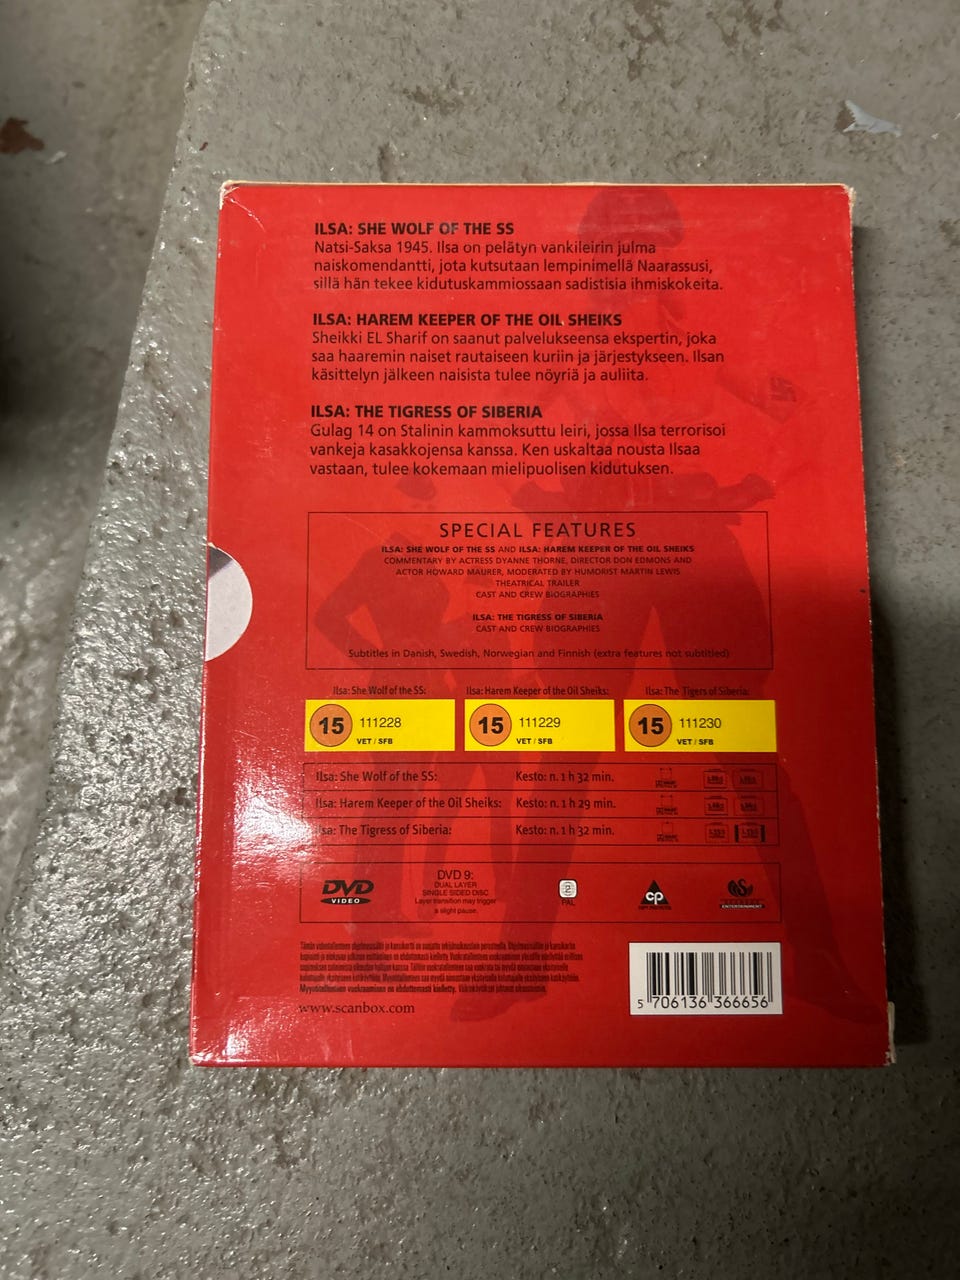 ILSA: SHE WOLF OF THE SS
Natsi-Saksa 1945. Ilsa on pelätyn vankileirin julma
naiskomendantti, jota kutsutaan lempinimellä Naarassusi,
sillä hän tekee kidutuskammiossaan sadistisia ihmiskokeita.
ILSA: HAREM KEEPER OF THE OIL SHEIKS
Sheikki EL Sharif on saanut palvelukseensa ekspertin, joka
saa haaremin naiset rautaiseen kuriin ja järjestykseen. Ilsan
käsittelyn jälkeen naisista tulee nöyriä ja auliita.
ILSA: THE TIGRESS OF SIBERIA
Gulag 14 on Stalinin kammoksuttu leiri, jossa Ilsa terrorisoi
vankeja kasakkojensa kanssa. Ken uskaltaa nousta Ilsaa
vastaan, tulee kokemaan mielipuolisen kidutuksen.
SPECIAL FEATURES
ILSA: SHE WOLF OF THE SS AND ILSA: HAREM KEEPER OF THE OIL SHEIKS
COMMENTARY BY ACTRESS DYANNE THORNE, DIRECTOR DON EDMONS AND
ACTOR HOWARD MAURER, MODERATED BY HUMORIST MARTIN LEWIS
THEATRICAL TRAILER
CAST AND CREW BIOGRAPHIES
ILSA: THE TIGRESS OF SIBERIA
CAST AND CREW BIOGRAPHIES
Subtitles in Danish, Swedish, Norwegian and Finnish (extra features not subtitled)
Ilsa: She Wolf of the SS: Ilsa: Harem Keeper of the Oil Sheiks: Ilsa: The Tigers of Siberia:
15 111228 VET / SFB
15 111229 VET / SFB
15 111230 VET / SFB
Ilsa: She Wolf of the SS: Kesto: n. 1 h 32 min.
Ilsa: Harem Keeper of the Oil Sheiks: Kesto: n. 1 h 29 min.
Ilsa: The Tigress of Siberia: Kesto: n. 1 h 32 min.
DVD VIDEO
DVD 9:
DUAL LAYER
SINGLE SIDED DISC
Layer transition may trigger
a slight pause.
2
PAL
cp
ENTERTAINMENT
www.scanbox.com
5 706136 366656